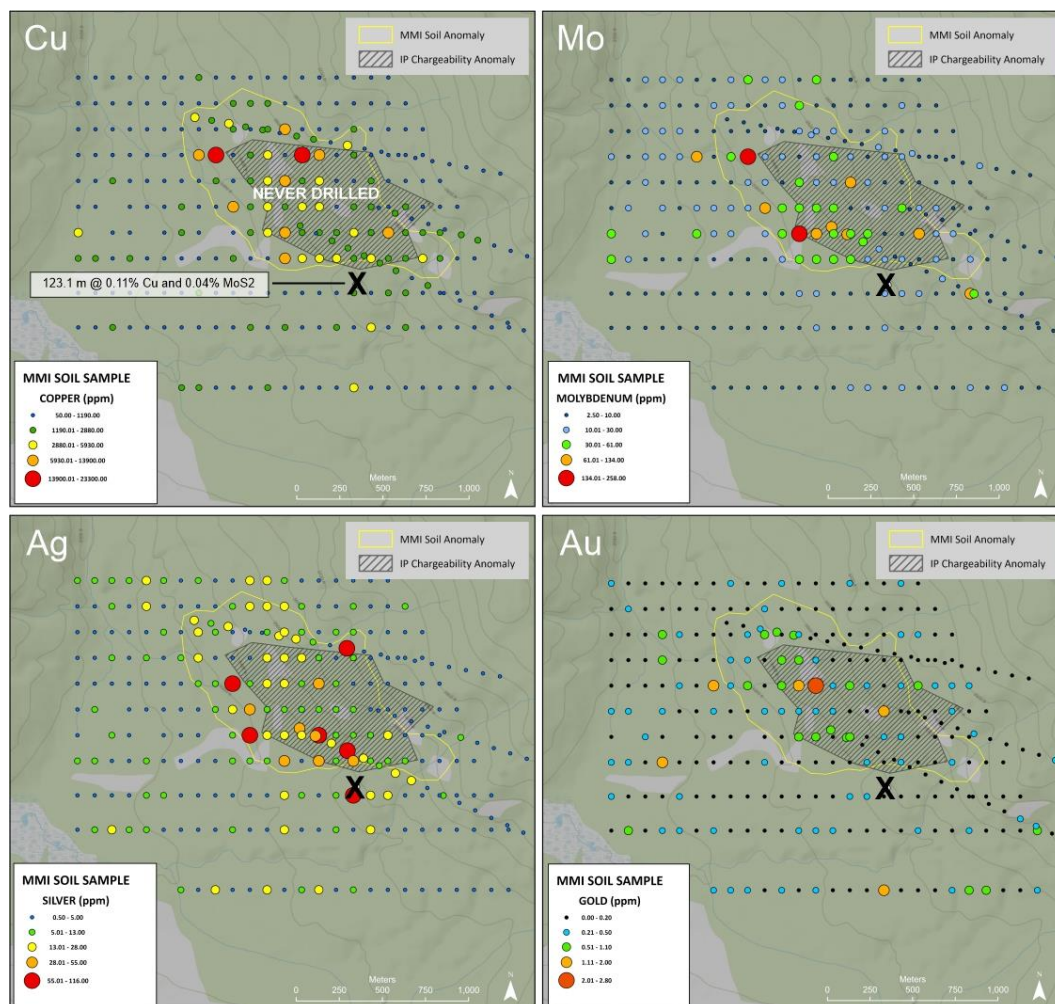 Cu
MMI Soil Anomaly
IP Chargeability Anomaly
NEVER DRILLED
123.1 m @ 0.11% Cu and 0.04% MoS2
X
MMI SOIL SAMPLE
COPPER (ppm)
50.00 - 1190.00
1190.01 - 2880.00
2880.01 - 5930.00
5930.01 - 13900.00
13900.01 - 23300.00
Meters
0 250 500 1,000
N
Mo
MMI Soil Anomaly
IP Chargeability Anomaly
X
MMI SOIL SAMPLE
MOLYBDENUM (ppm)
2.50 - 10.00
10.01 - 30.00
30.01 - 61.00
61.01 - 134.00
134.01 - 258.00
Meters
0 250 500 1,000
N
Ag
MMI Soil Anomaly
IP Chargeability Anomaly
X
MMI SOIL SAMPLE
SILVER (ppm)
0.50 - 5.00
5.01 - 13.00
13.01 - 28.00
28.01 - 55.00
55.01 - 116.00
Meters
0 250 500 1,000
N
Au
MMI Soil Anomaly
IP Chargeability Anomaly
X
MMI SOIL SAMPLE
GOLD (ppm)
0.00 - 0.20
0.21 - 0.50
0.51 - 1.10
1.11 - 2.00
2.01 - 2.80
Meters
0 250 500 1,000
N